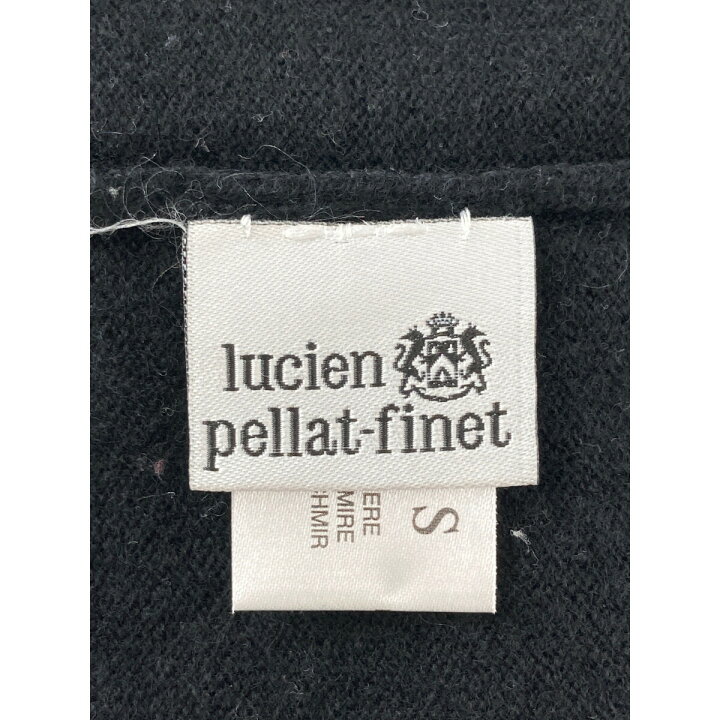 lucien
pellat-finet
S
ERE
MIRE
HMIR